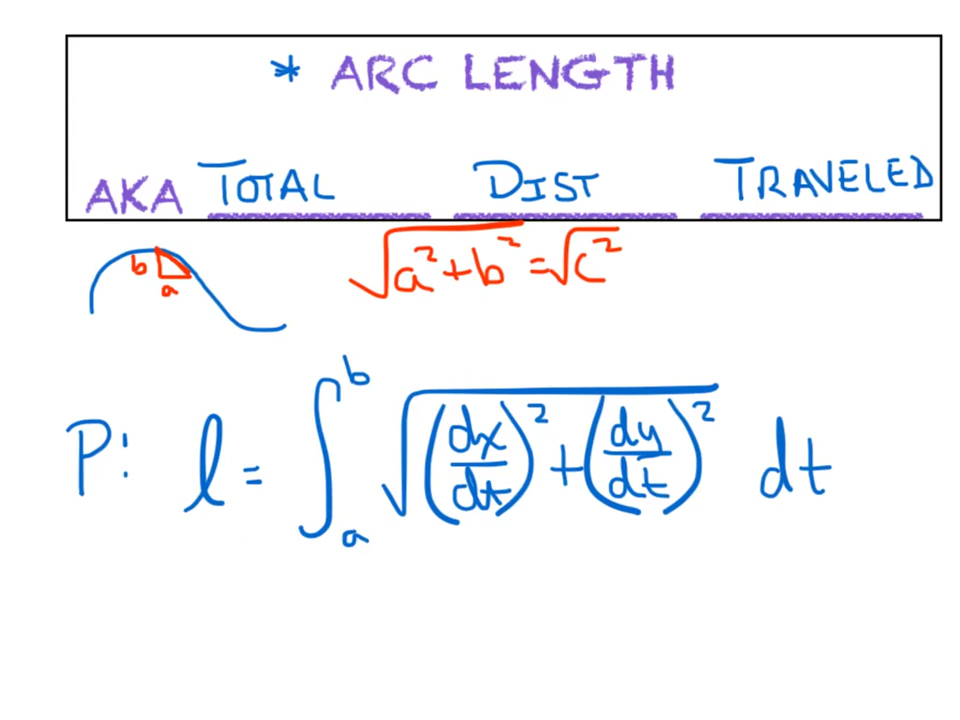 * ARC LENGTH
AKA TOTAL DIST TRAVELED
b
a
√a² + b² = √c²
P: l = ∫ₐᵇ √(dx/dt)² + (dy/dt)² dt